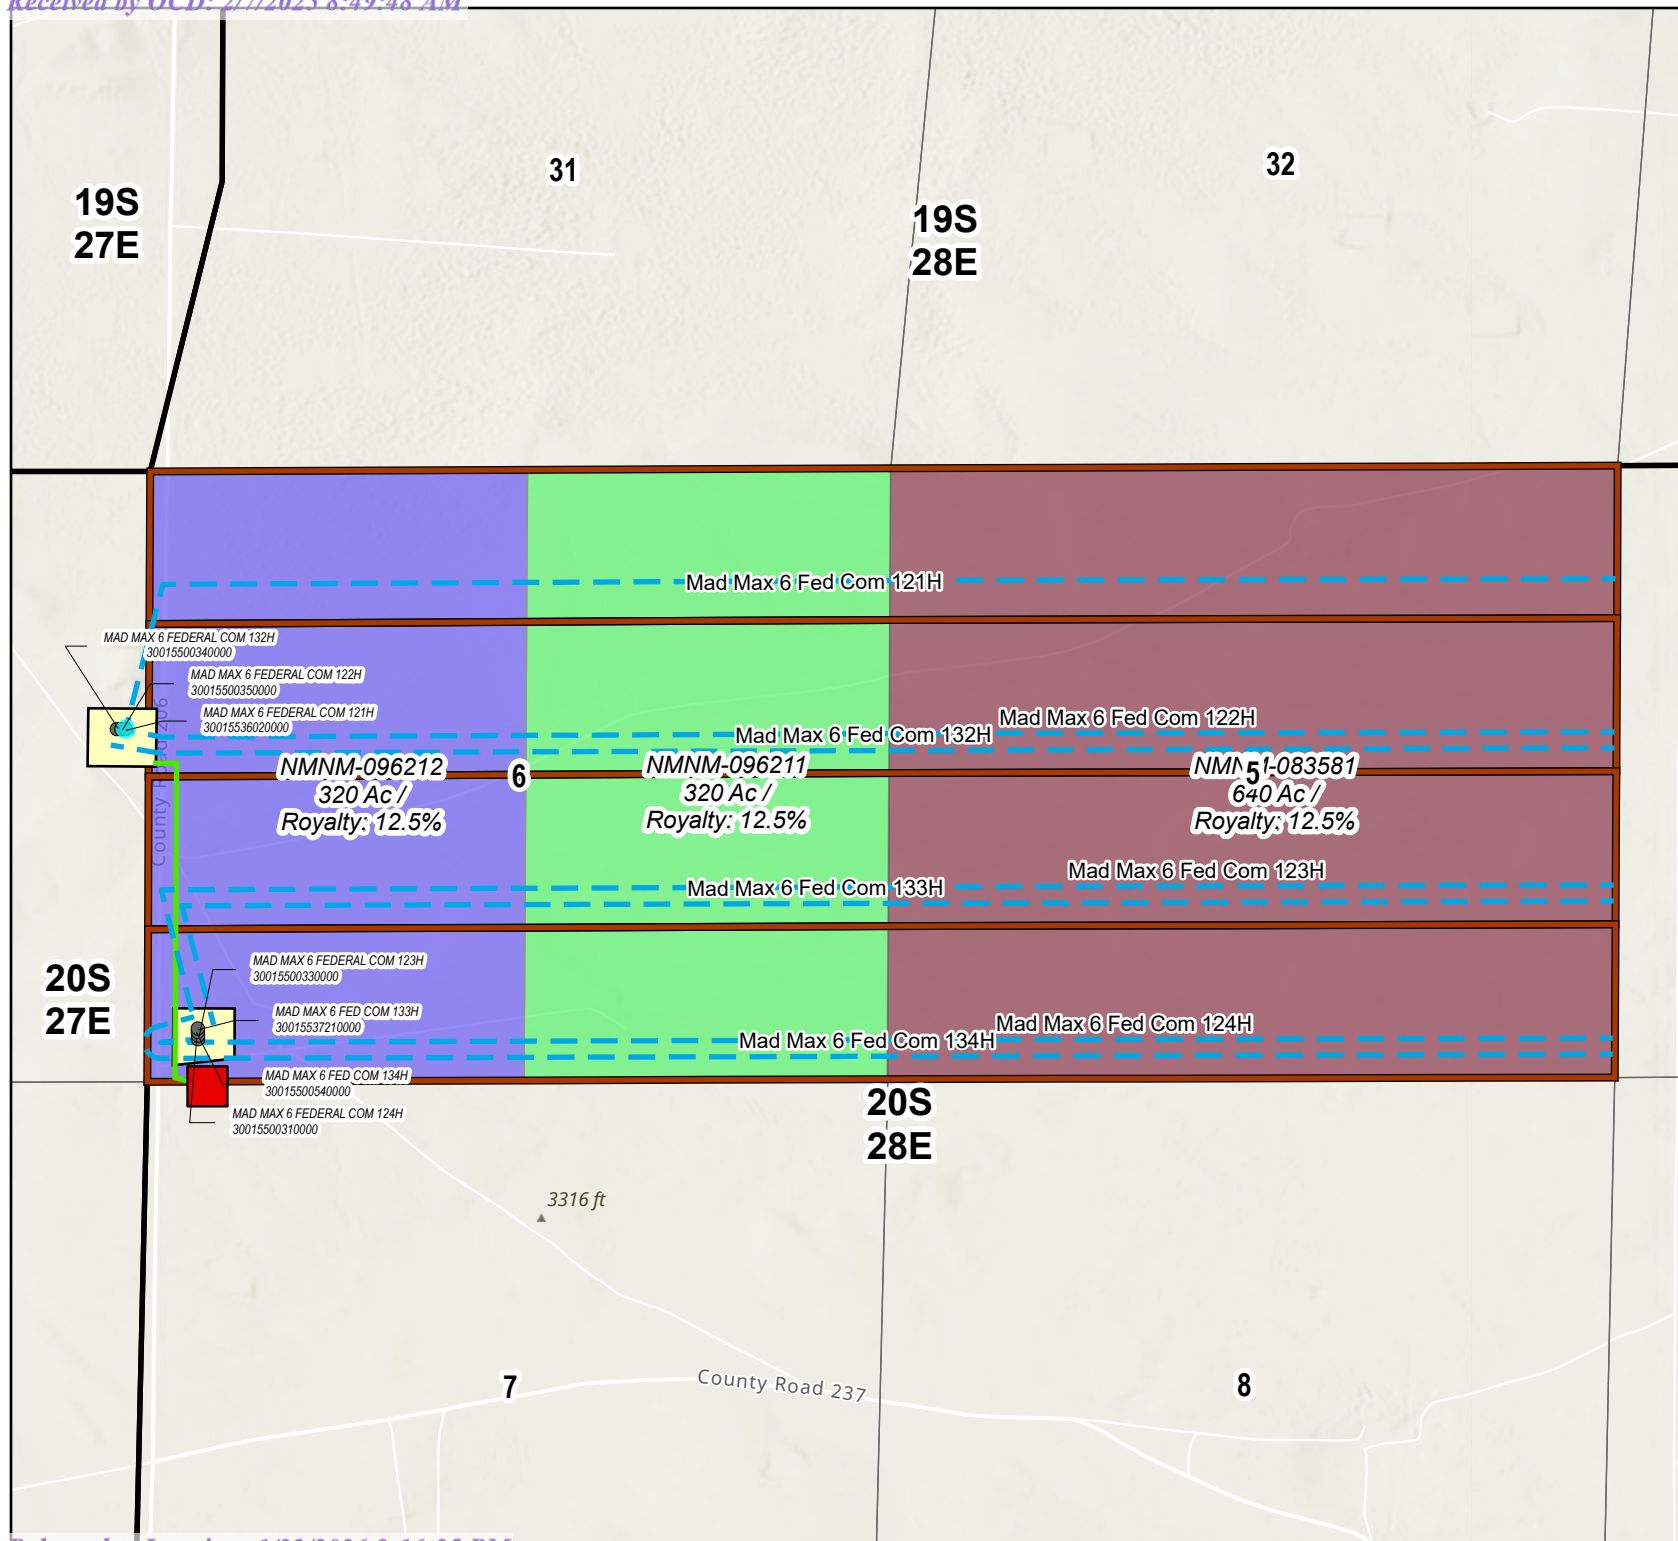 Received by OCD: 2/7/2025 8:49:48 AM
31
32
19S
27E
19S
28E
Mad Max 6 Fed Com 121H
MAD MAX 6 FEDERAL COM 132H
30015500340000
MAD MAX 6 FEDERAL COM 122H
30015500350000
MAD MAX 6 FEDERAL COM 121H
30015536020000
County Road 206
Mad Max 6 Fed Com 122H
Mad Max 6 Fed Com 132H
NMNM-096212
320 Ac /
Royalty: 12.5%
6
NMNM-096211
320 Ac /
Royalty: 12.5%
NMNM-083581
640 Ac /
Royalty: 12.5%
5
Mad Max 6 Fed Com 123H
Mad Max 6 Fed Com 133H
MAD MAX 6 FEDERAL COM 123H
30015500330000
20S
27E
MAD MAX 6 FED COM 133H
30015537210000
Mad Max 6 Fed Com 124H
Mad Max 6 Fed Com 134H
MAD MAX 6 FED COM 134H
30015500540000
MAD MAX 6 FEDERAL COM 124H
30015500310000
20S
28E
3316 ft
County Road 237
7
8